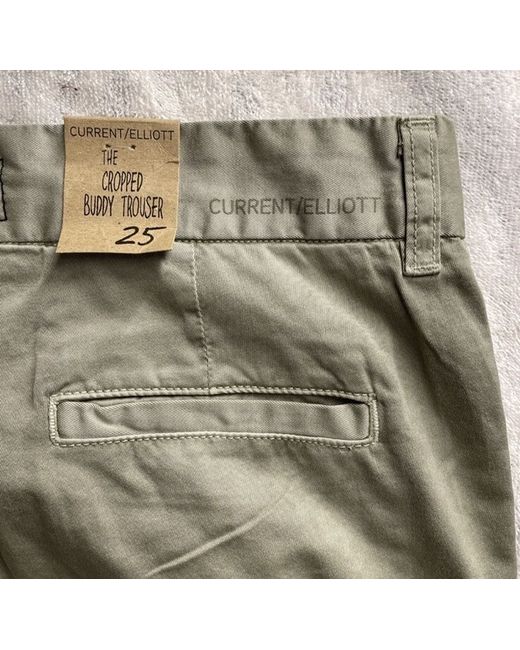 CURRENT/ELLIOTT
THE
CROPPED
BUDDY TROUSER
25
CURRENT/ELLIOTT